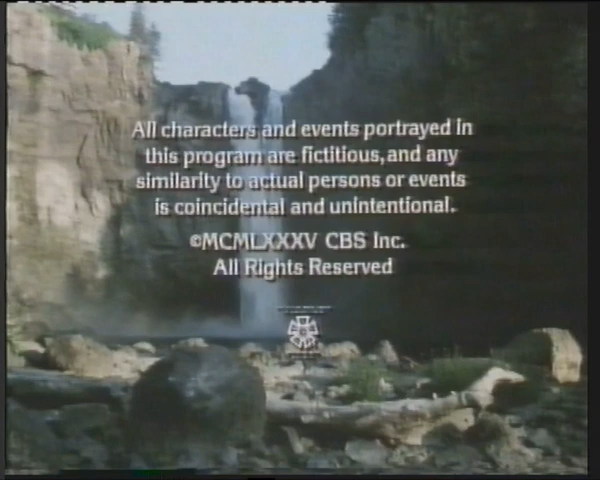 All characters and events portrayed in
this program are fictitious, and any
similarity to actual persons or events
is coincidental and unintentional.
©MCMLXXXV CBS Inc.
All Rights Reserved